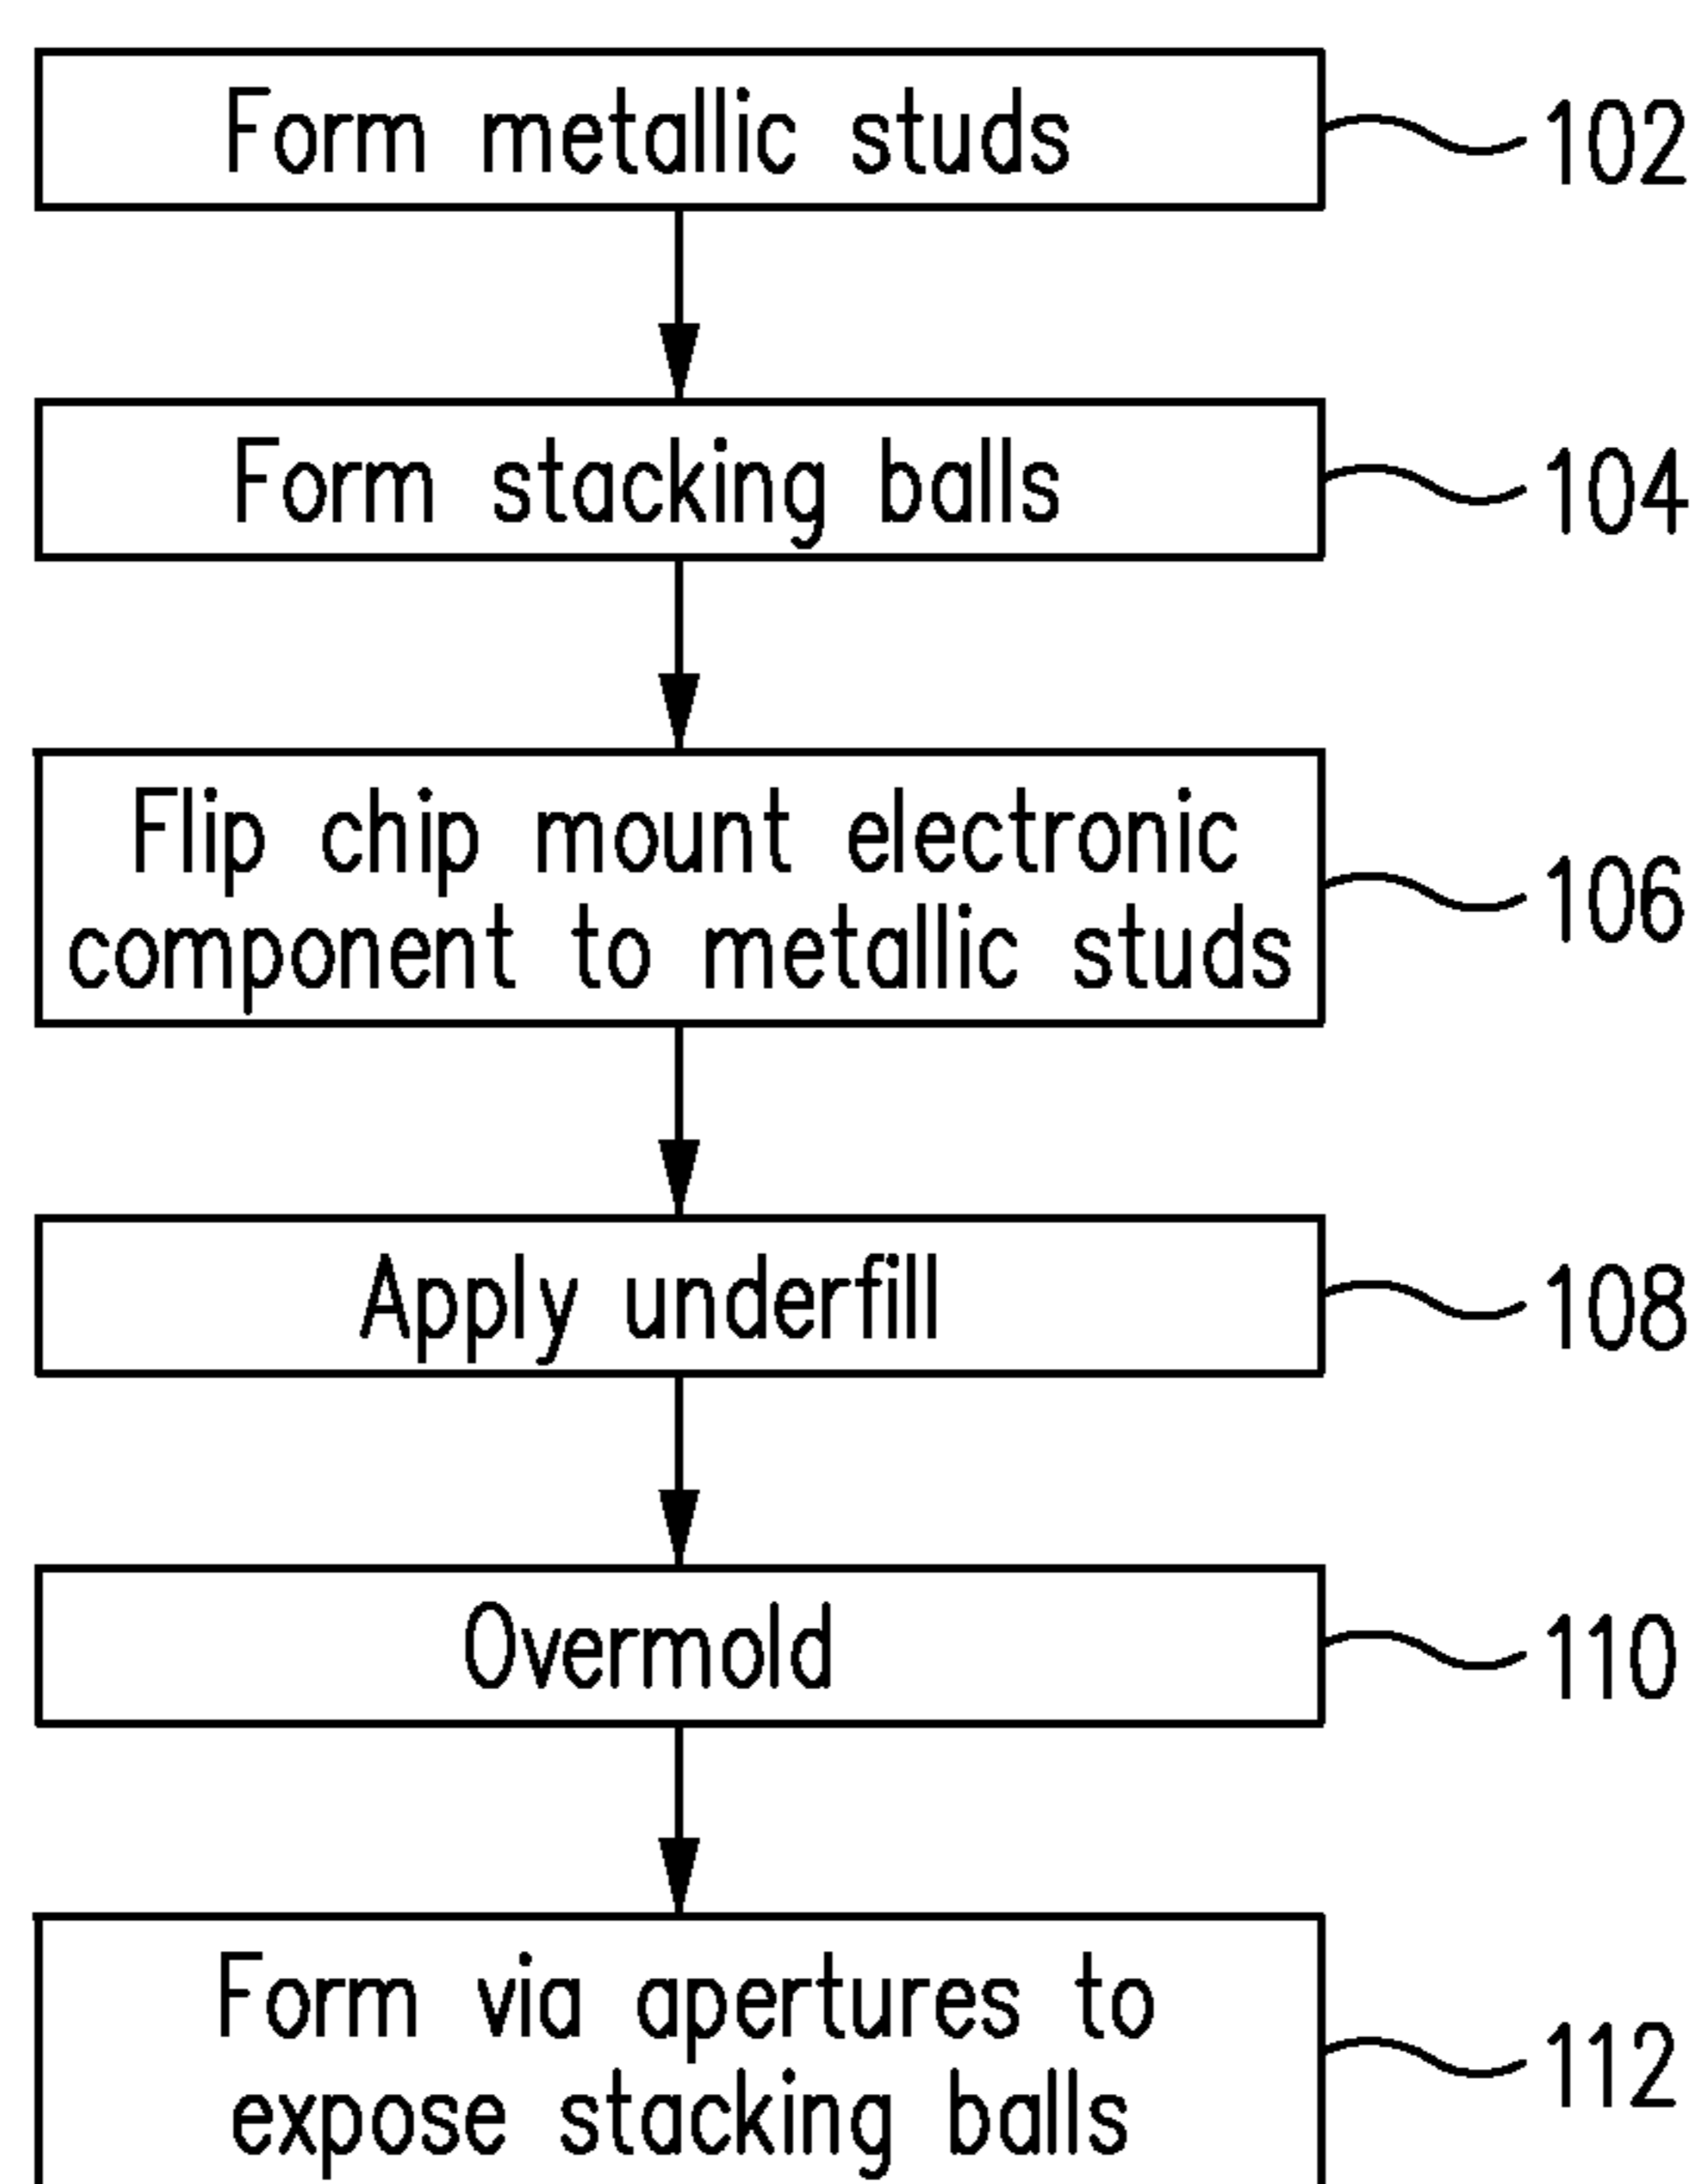 Form metallic studs
102
Form stacking balls
104
Flip chip mount electronic
component to metallic studs
106
Apply underfill
108
Overmold
110
Form via apertures to
expose stacking balls
112